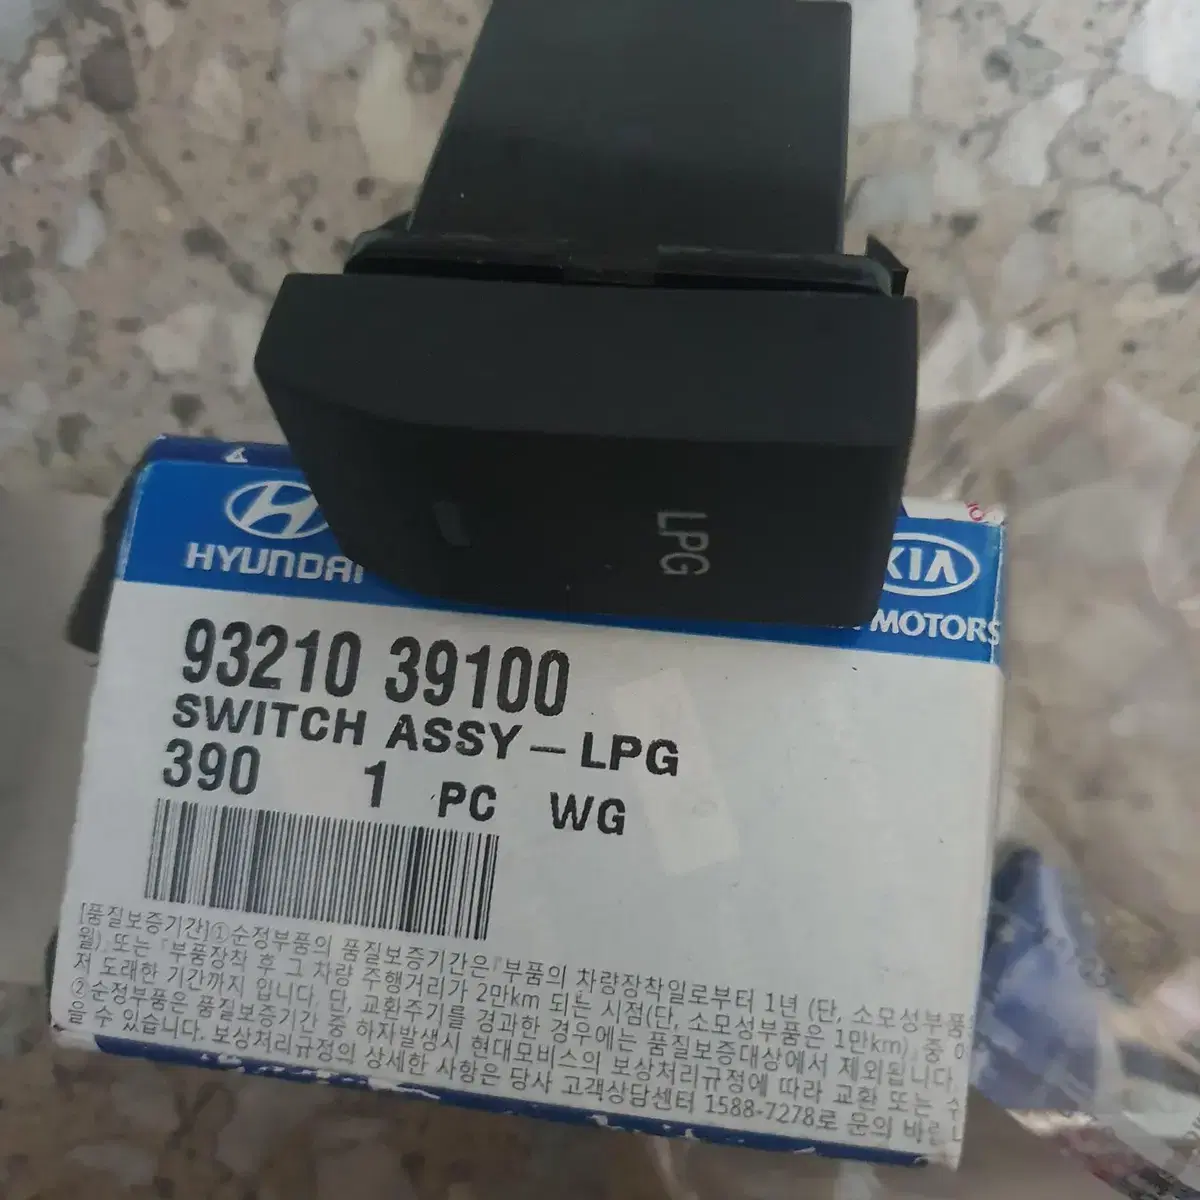 LPG
HYUNDAI
KIA
MOTORS
93210 39100
SWITCH ASSY – LPG
390 1 PC WG
[품질보증기간]①순정부품의 품질보증기간은『부품의 차량장착일로부터 1년 (단, 소모성부품
월) 또는 『부품장착 후 그 차량 주행거리가 2만km 되는 시점(단, 소모성부품은 1만km), 중
저 도래한 기간까지 입니다. 단, 교환주기를 경과한 경우에는 품질보증대상에서 제외됩니다.
②순정부품은 품질보증기간 중 하자발생시 현대모비스의 보상처리규정에 따라 교환 또는
을 수 있습니다. 보상처리규정의 상세한 사항은 당사 고객상담센터 1588-7278로 문의